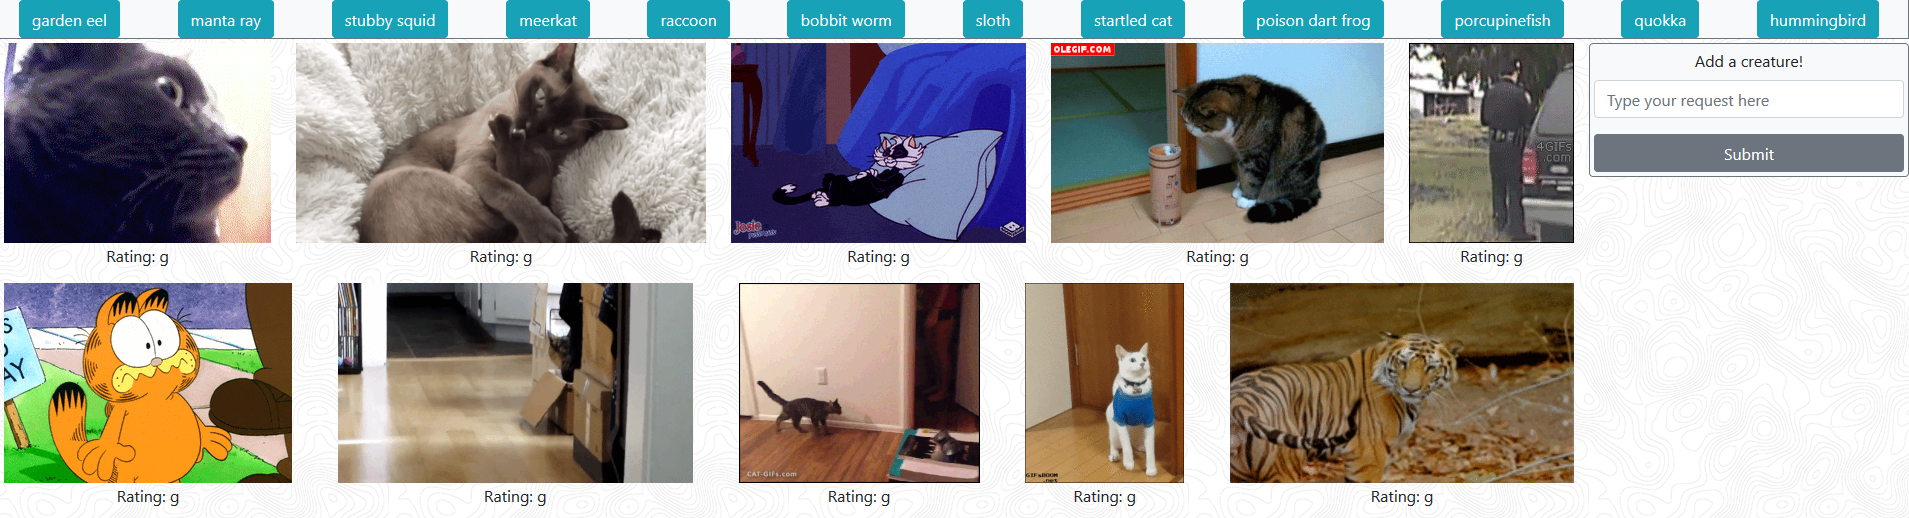 garden eel
manta ray
stubby squid
meerkat
raccoon
bobbit worm
sloth
startled cat
poison dart frog
porcupinefish
quokka
hummingbird
OLEGIF.COM
4GIFs
.com
Josie
Add a creature!
Type your request here
Submit
Rating: g
Rating: g
Rating: g
Rating: g
Rating: g
S
AY
CAT-GIFs.com
GIFsBOOM
.net
Rating: g
Rating: g
Rating: g
Rating: g
Rating: g